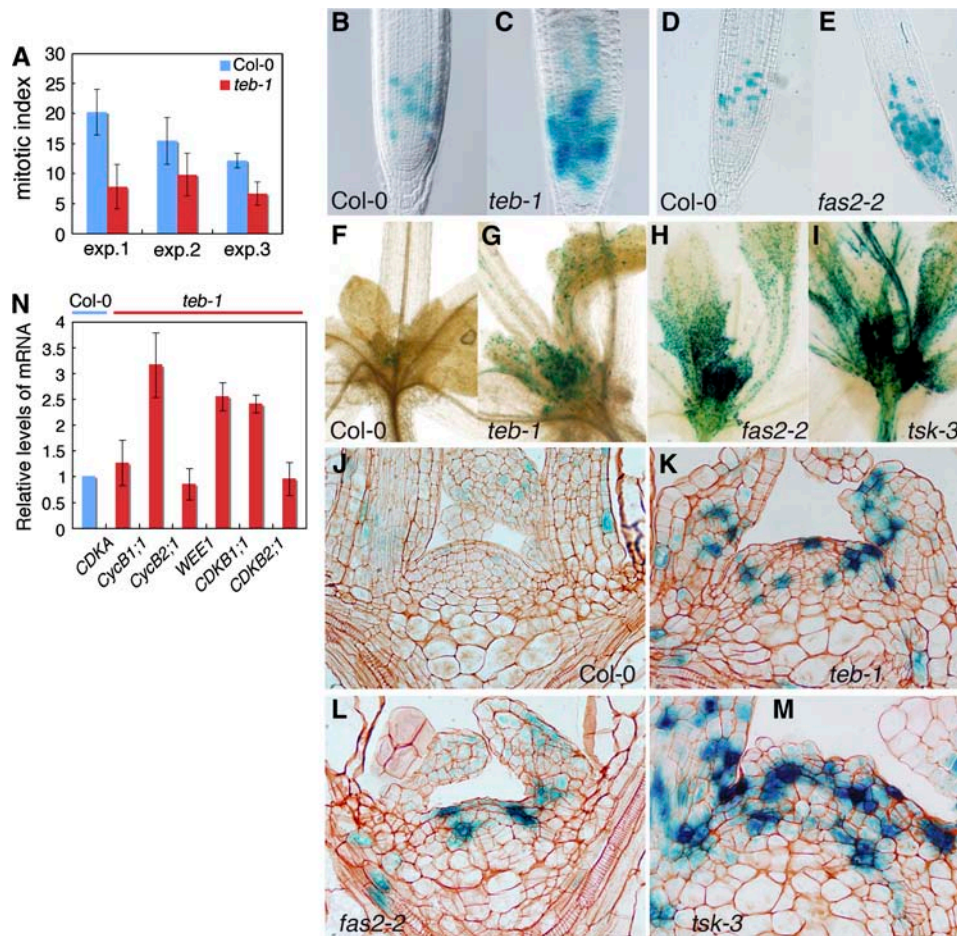 A
mitotic index
30
25
20
15
10
5
0
Col-0
teb-1
exp.1 exp.2 exp.3
B C D E
Col-0 teb-1 Col-0 fas2-2
F G H I
Col-0 teb-1 fas2-2 tsk-3
N
Col-0 teb-1
Relative levels of mRNA
4
3.5
3
2.5
2
1.5
1
0.5
0
CDKA CycB1;1 CycB2;1 WEE1 CDKB1;1 CDKB2;1
J K
Col-0 teb-1
L M
fas2-2 tsk-3